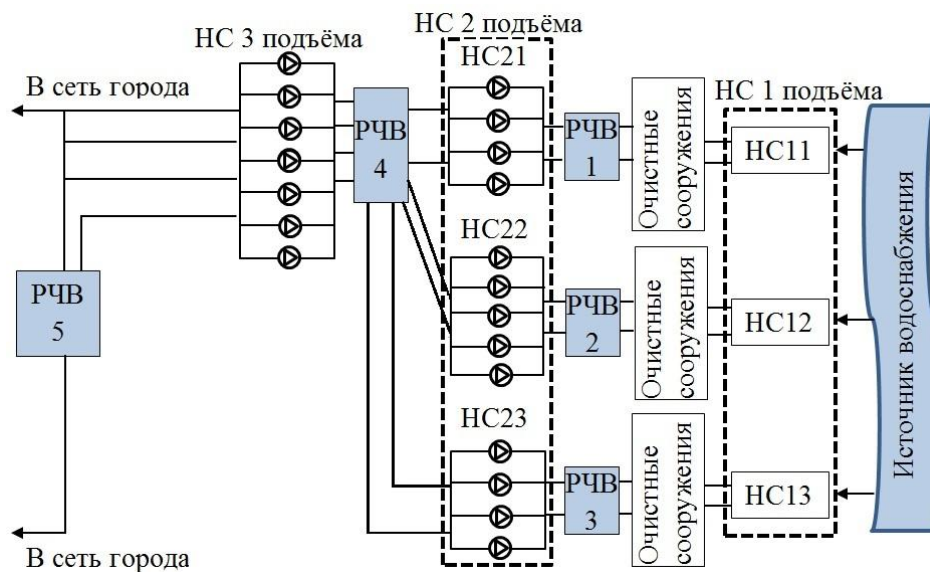 НС 3 подъёма
НС 2 подъёма
НС21
В сеть города
НС 1 подъёма
РЧВ
4
РЧВ
1
Очистные
сооружения
НС11
Источник водоснабжения
НС22
РЧВ
5
РЧВ
2
Очистные
сооружения
НС12
НС23
РЧВ
3
Очистные
сооружения
НС13
В сеть города